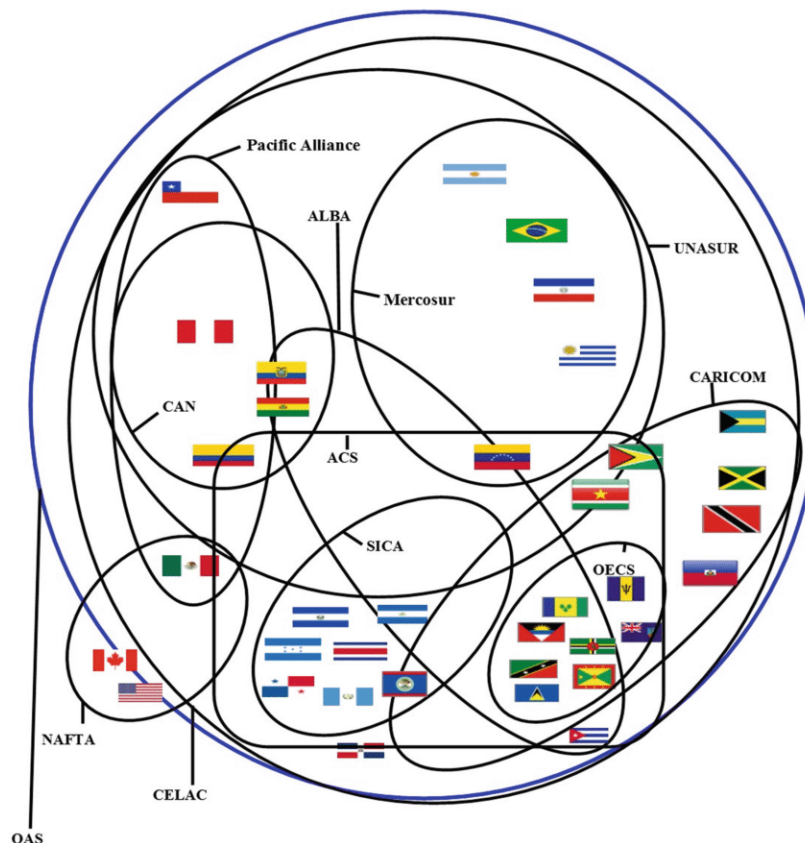 Pacific Alliance
ALBA
UNASUR
Mercosur
CARICOM
CAN
ACS
SICA
OECS
NAFTA
CELAC
OAS